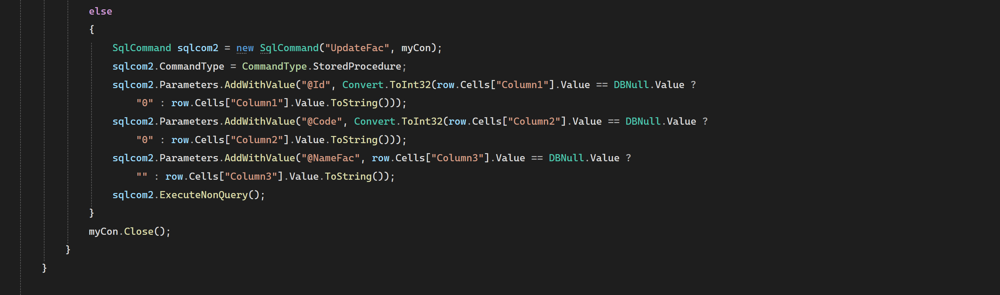 else
{
SqlCommand sqlcom2 = new SqlCommand("UpdateFac", myCon);
sqlcom2.CommandType = CommandType.StoredProcedure;
sqlcom2.Parameters.AddWithValue("@Id", Convert.ToInt32(row.Cells["Column1"].Value == DBNull.Value ?
"0" : row.Cells["Column1"].Value.ToString()));
sqlcom2.Parameters.AddWithValue("@Code", Convert.ToInt32(row.Cells["Column2"].Value == DBNull.Value ?
"0" : row.Cells["Column2"].Value.ToString()));
sqlcom2.Parameters.AddWithValue("@NameFac", row.Cells["Column3"].Value == DBNull.Value ?
"" : row.Cells["Column3"].Value.ToString());
sqlcom2.ExecuteNonQuery();
}
myCon.Close();
}
}